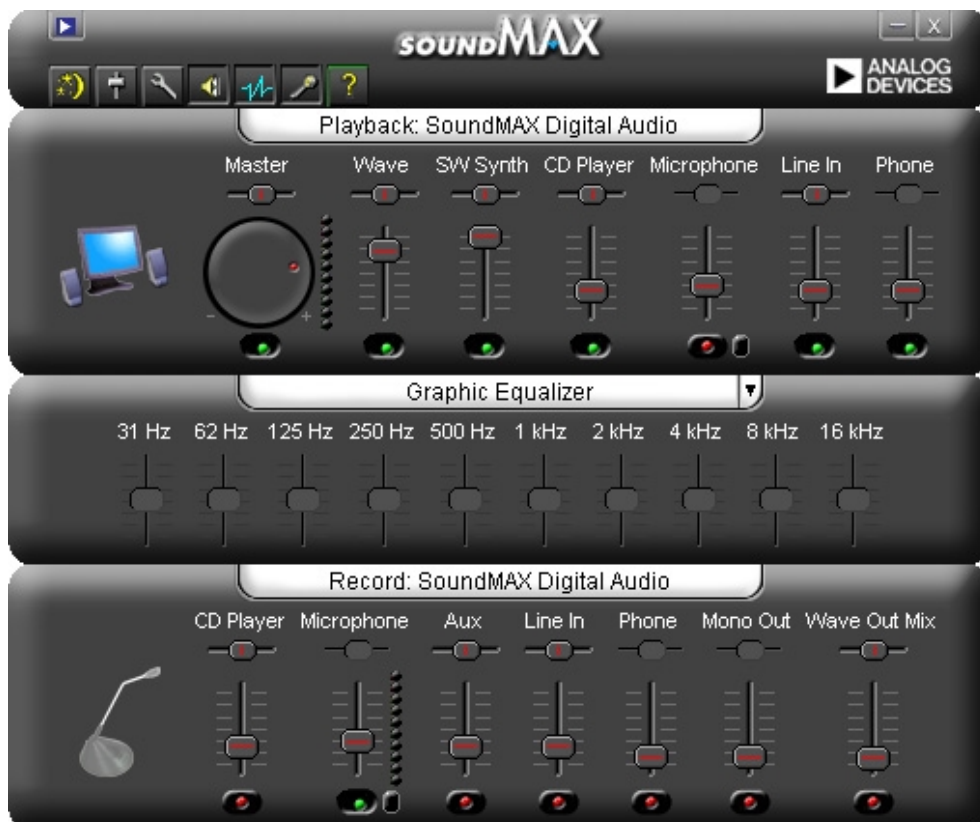 soundMAX
— X
?
ANALOG
DEVICES
Playback: SoundMAX Digital Audio
Master Wave SW Synth CD Player Microphone Line In Phone
- +
Graphic Equalizer
31 Hz 62 Hz 125 Hz 250 Hz 500 Hz 1 kHz 2 kHz 4 kHz 8 kHz 16 kHz
Record: SoundMAX Digital Audio
CD Player Microphone Aux Line In Phone Mono Out Wave Out Mix